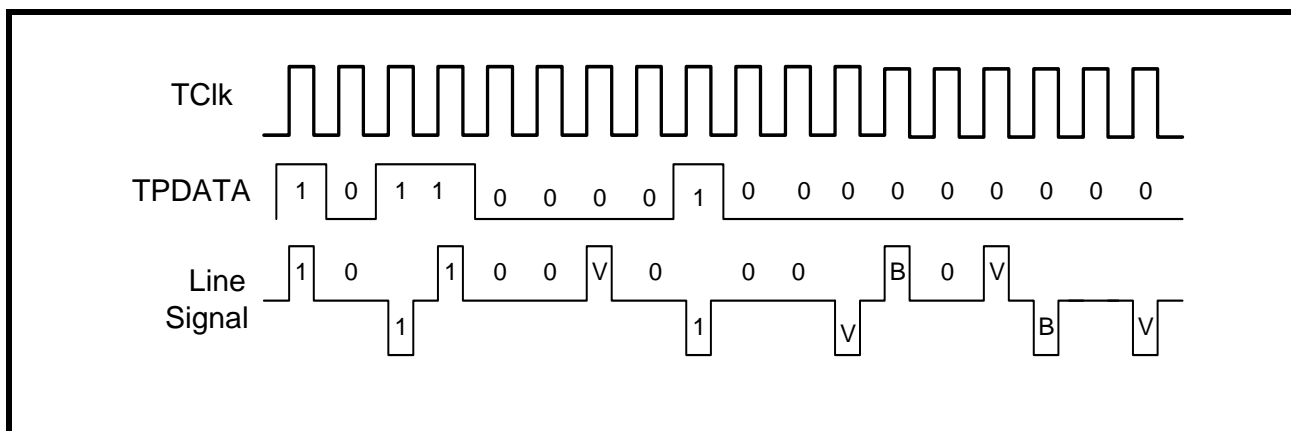 TClk
TPDATA 1 0 1 1 0 0 0 0 1 0 0 0 0 0 0 0 0 0
Line 1 0 1 0 0 V 0 0 0 B 0 V
Signal 1 1 V B V